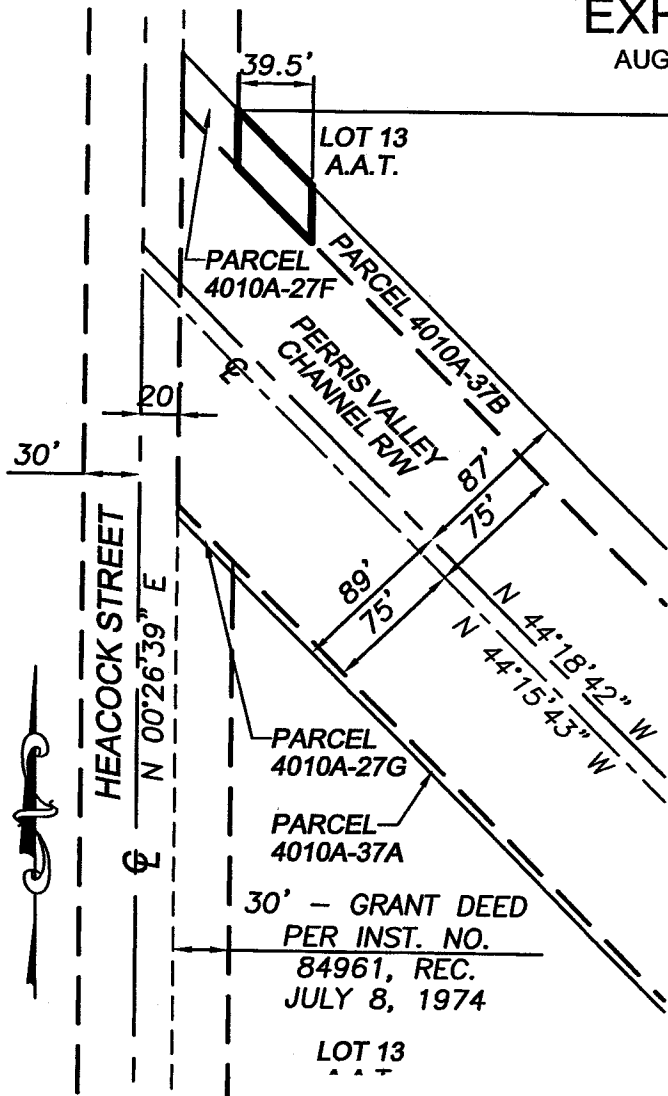 EXH
AUG
39.5'
LOT 13
A.A.T.
PARCEL
4010A-27F
PARCEL 4010A-37B
PERRIS VALLEY
CHANNEL R/W
℄
20'
30'
87'
75'
89'
75'
HEACOCK STREET
N 00°26'39" E
N 44°18'42" W
N 44°15'43" W
PARCEL
4010A-27G
PARCEL
4010A-37A
℄
30' - GRANT DEED
PER INST. NO.
84961, REC.
JULY 8, 1974
LOT 13